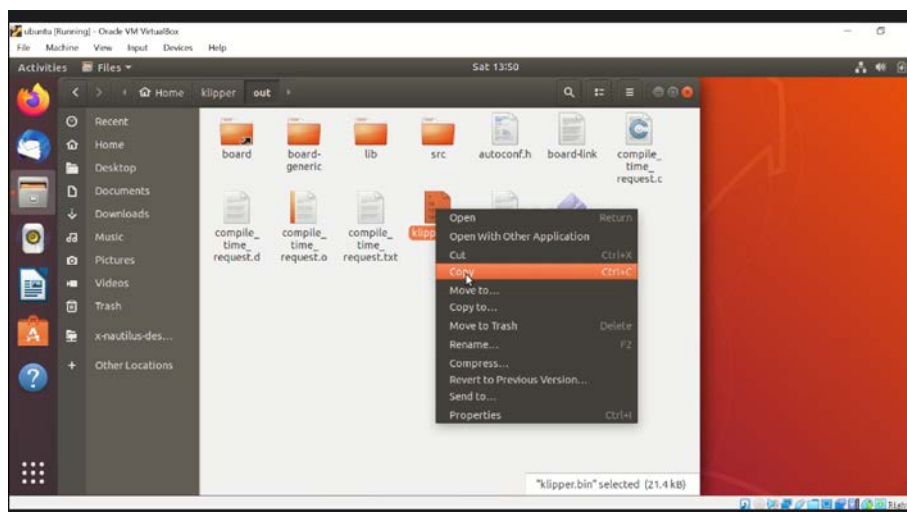 ubuntu [Running] - Oracle VM VirtualBox
File Machine View Input Devices Help
Activities Files Sat 13:50
Home klipper out
Recent
Home
Desktop
Documents
Downloads
Music
Pictures
Videos
Trash
x-nautilus-des...
Other Locations
board
board-
generic
lib
src
autoconf.h
board-link
compile_
time_
request.c
compile_
time_
request.d
compile_
time_
request.o
compile_
time_
request.txt
Open Return
Open With Other Application
Cut Ctrl+X
Copy Ctrl+C
Move to...
Copy to...
Move to Trash Delete
Rename... F2
Compress...
Revert to Previous Version...
Send to...
Properties Ctrl+I
"klipper.bin" selected (21.4 kB)